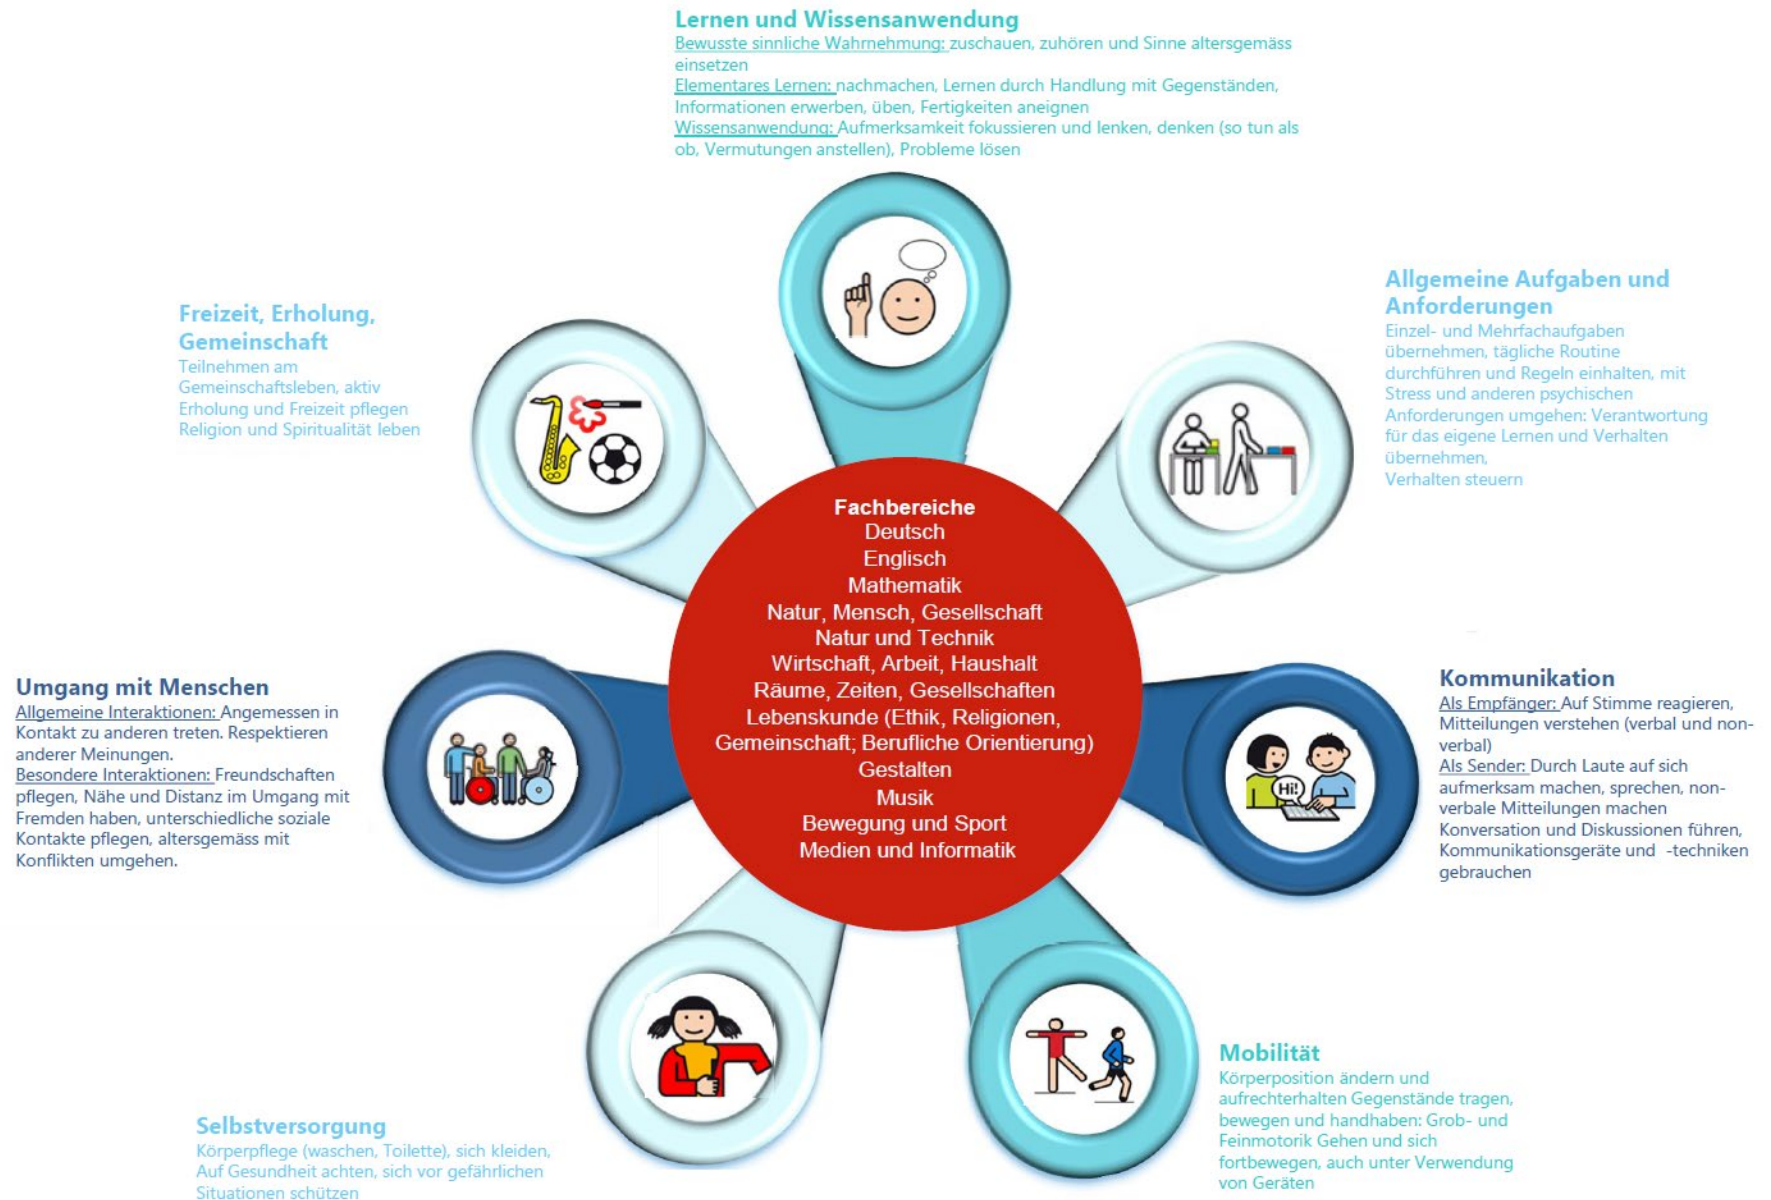 Lernen und Wissensanwendung
Bewusste sinnliche Wahrnehmung: zuschauen, zuhören und Sinne altersgemäss
einsetzen
Elementares Lernen: nachmachen, Lernen durch Handlung mit Gegenständen,
Informationen erwerben, üben, Fertigkeiten aneignen
Wissensanwendung: Aufmerksamkeit fokussieren und lenken, denken (so tun als
ob, Vermutungen anstellen), Probleme lösen
Allgemeine Aufgaben und
Anforderungen
Einzel- und Mehrfachaufgaben
übernehmen, tägliche Routine
durchführen und Regeln einhalten, mit
Stress und anderen psychischen
Anforderungen umgehen: Verantwortung
für das eigene Lernen und Verhalten
übernehmen,
Verhalten steuern
Freizeit, Erholung,
Gemeinschaft
Teilnehmen am
Gemeinschaftsleben, aktiv
Erholung und Freizeit pflegen
Religion und Spiritualität leben
Fachbereiche
Deutsch
Englisch
Mathematik
Natur, Mensch, Gesellschaft
Natur und Technik
Wirtschaft, Arbeit, Haushalt
Räume, Zeiten, Gesellschaften
Lebenskunde (Ethik, Religionen,
Gemeinschaft; Berufliche Orientierung)
Gestalten
Musik
Bewegung und Sport
Medien und Informatik
Umgang mit Menschen
Allgemeine Interaktionen: Angemessen in
Kontakt zu anderen treten. Respektieren
anderer Meinungen.
Besondere Interaktionen: Freundschaften
pflegen, Nähe und Distanz im Umgang mit
Fremden haben, unterschiedliche soziale
Kontakte pflegen, altersgemäss mit
Konflikten umgehen.
Kommunikation
Als Empfänger: Auf Stimme reagieren,
Mitteilungen verstehen (verbal und non-
verbal)
Als Sender: Durch Laute auf sich
aufmerksam machen, sprechen, non-
verbale Mitteilungen machen
Konversation und Diskussionen führen,
Kommunikationsgeräte und -techniken
gebrauchen
Hi!
Mobilität
Körperposition ändern und
aufrechterhalten Gegenstände tragen,
bewegen und handhaben: Grob- und
Feinmotorik Gehen und sich
fortbewegen, auch unter Verwendung
von Geräten
Selbstversorgung
Körperpflege (waschen, Toilette), sich kleiden,
Auf Gesundheit achten, sich vor gefährlichen
Situationen schützen